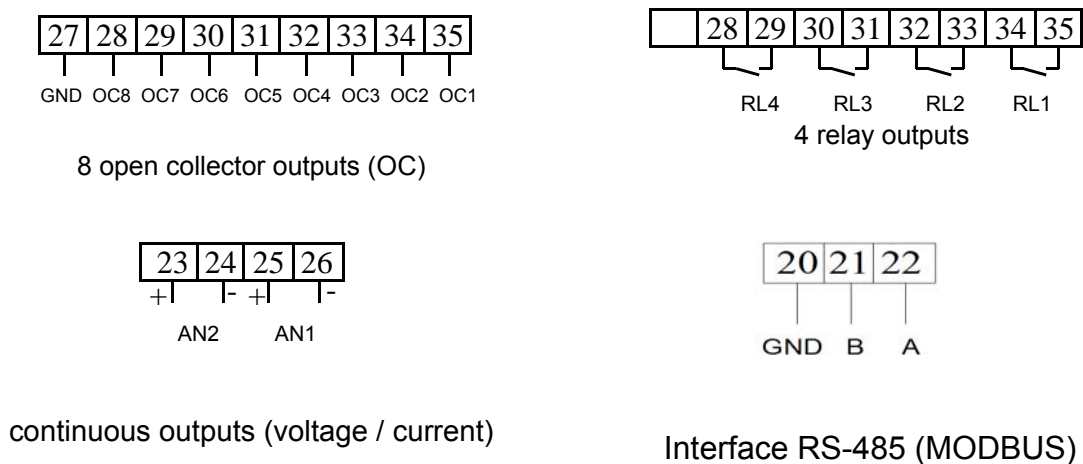 27 28 29 30 31 32 33 34 35
GND OC8 OC7 OC6 OC5 OC4 OC3 OC2 OC1
8 open collector outputs (OC)
28 29 30 31 32 33 34 35
RL4 RL3 RL2 RL1
4 relay outputs
23 24 25 26
+ - + -
AN2 AN1
continuous outputs (voltage / current)
20 21 22
GND B A
Interface RS-485 (MODBUS)